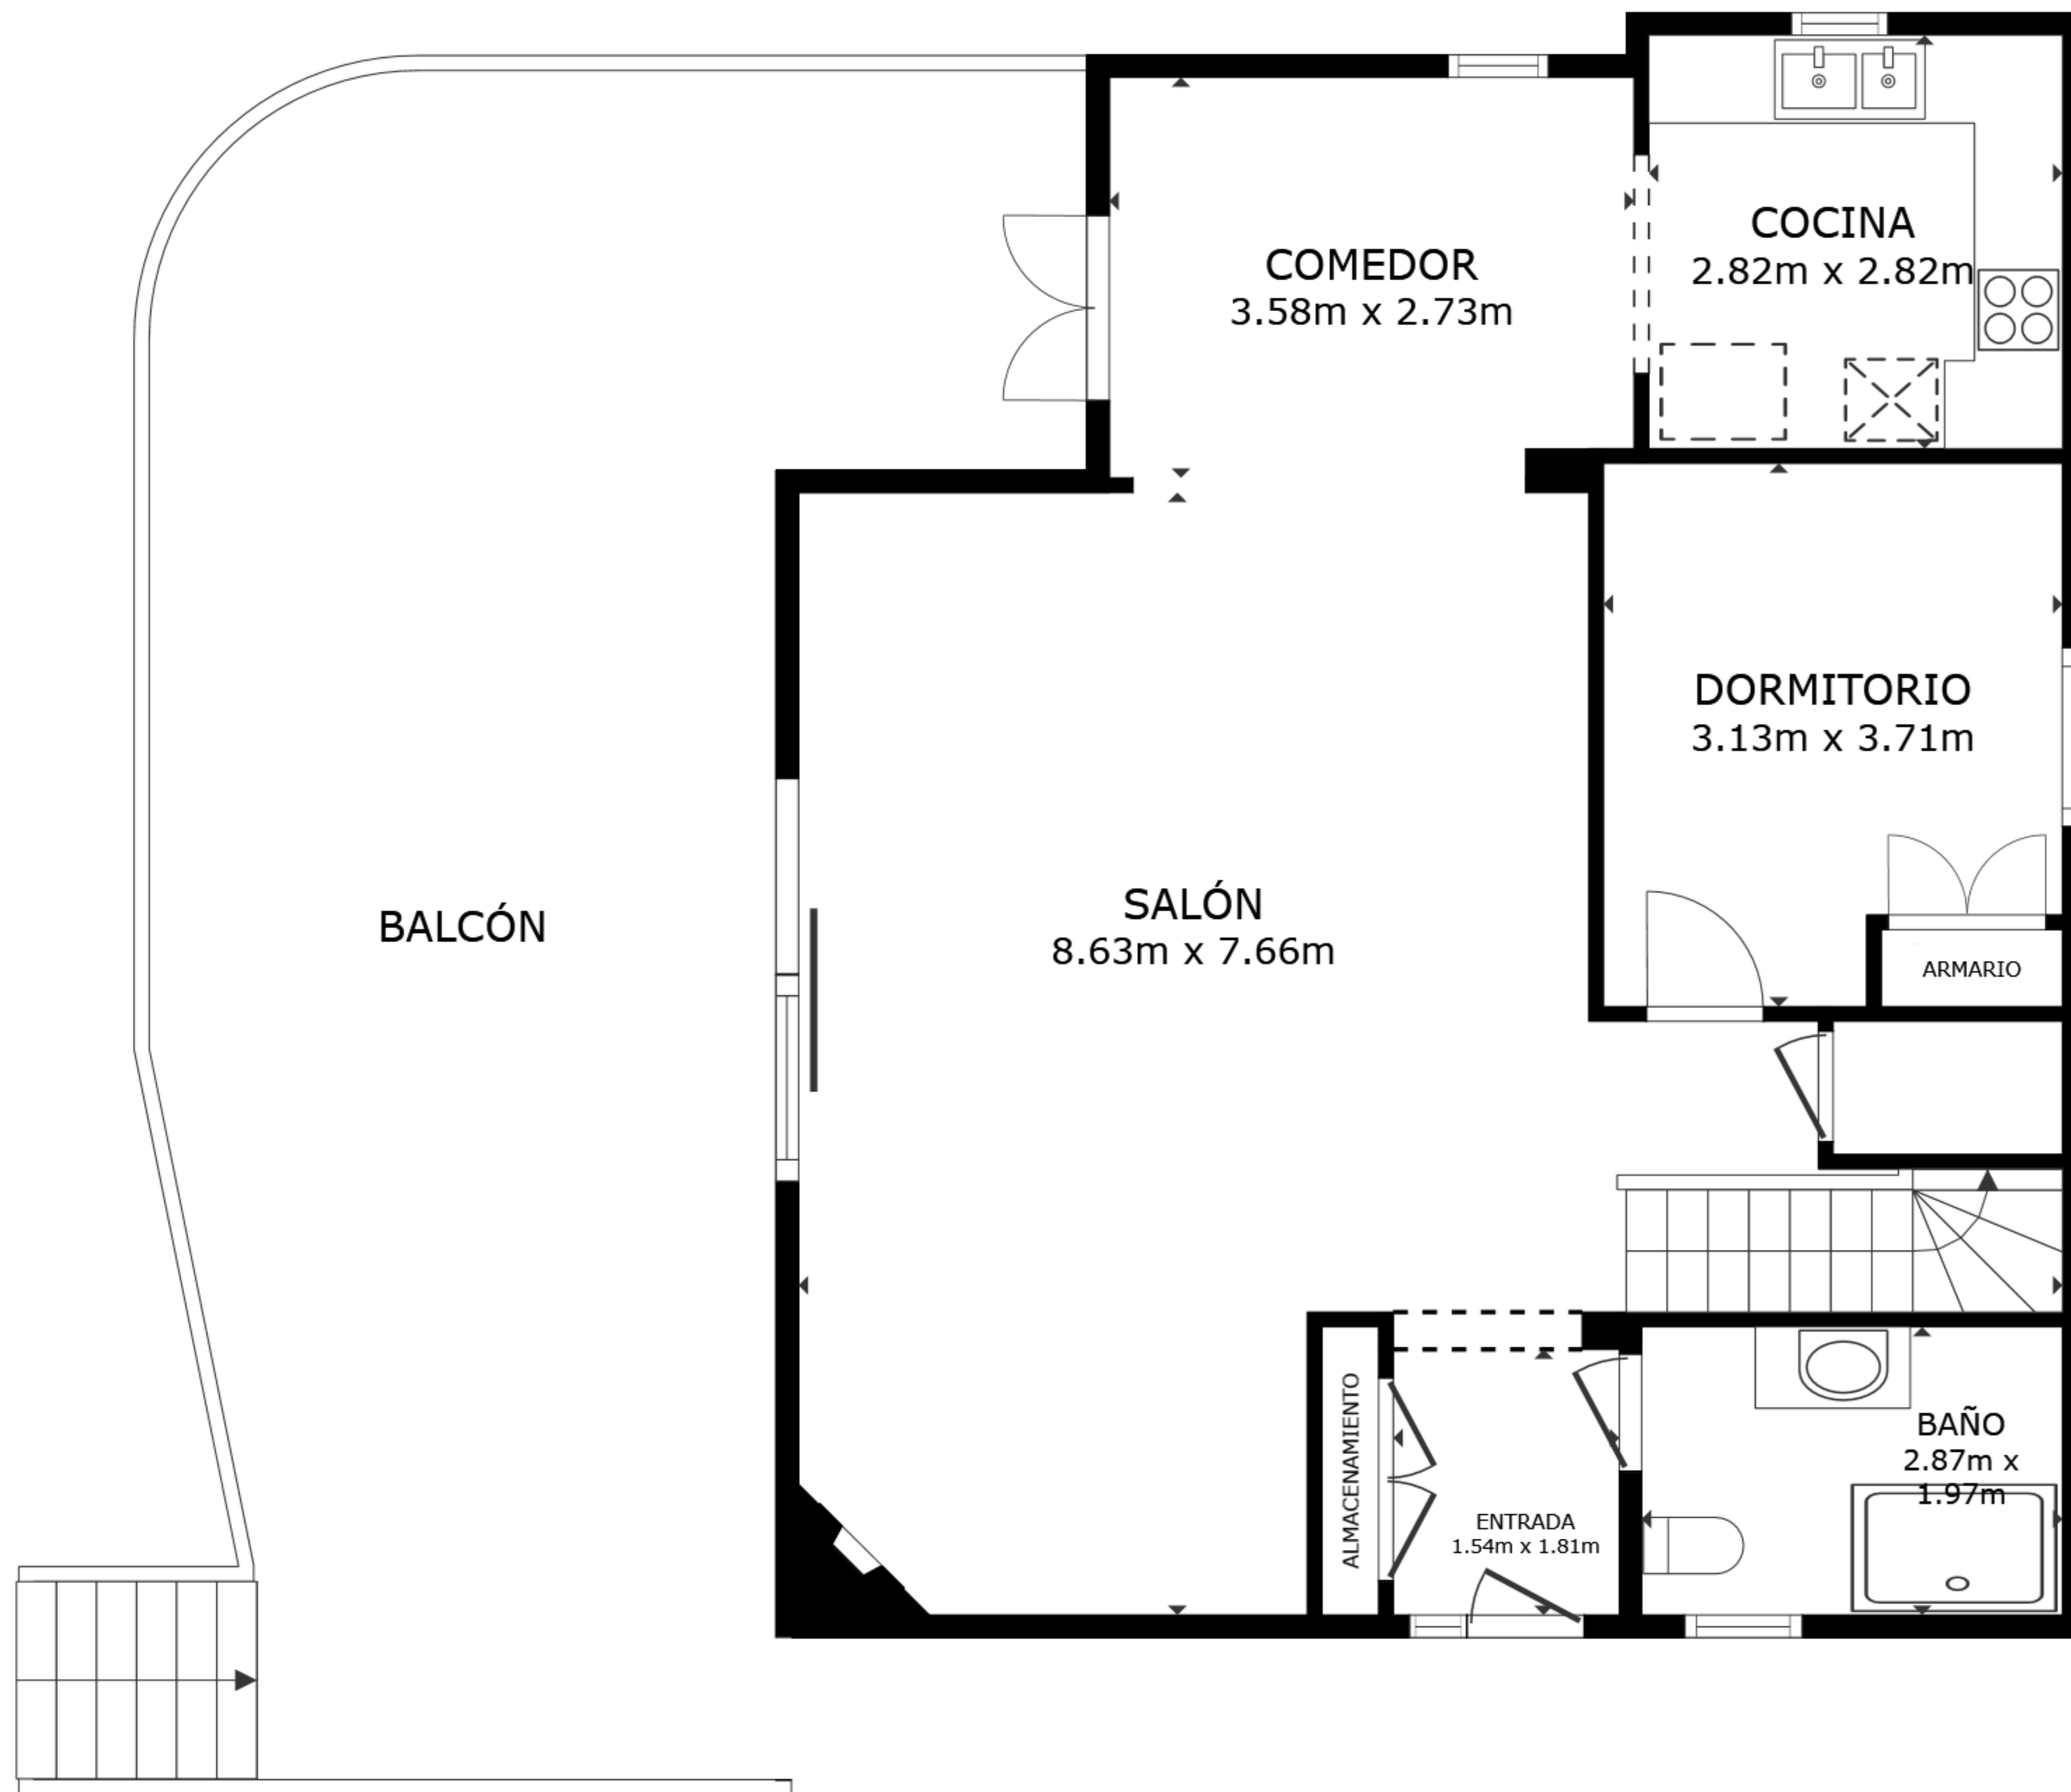 COCINA
2.82m x 2.82m
COMEDOR
3.58m x 2.73m
DORMITORIO
3.13m x 3.71m
SALÓN
8.63m x 7.66m
BALCÓN
ARMARIO
ALMACENAMIENTO
BAÑO
2.87m x
1.97m
ENTRADA
1.54m x 1.81m